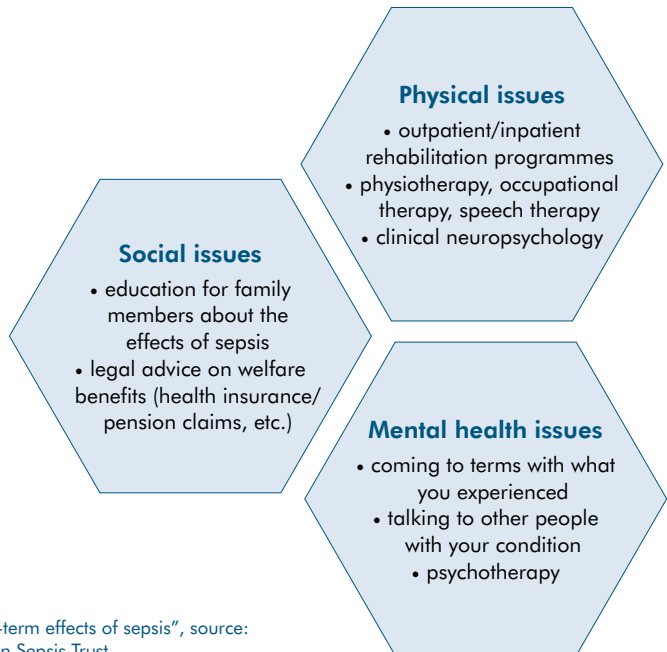 Physical issues
• outpatient/inpatient
rehabilitation programmes
• physiotherapy, occupational
therapy, speech therapy
• clinical neuropsychology
Social issues
• education for family
members about the
effects of sepsis
• legal advice on welfare
benefits (health insurance/
pension claims, etc.)
Mental health issues
• coming to terms with what
you experienced
• talking to other people
with your condition
• psychotherapy
-term effects of sepsis”, source:
Sepsis Trust